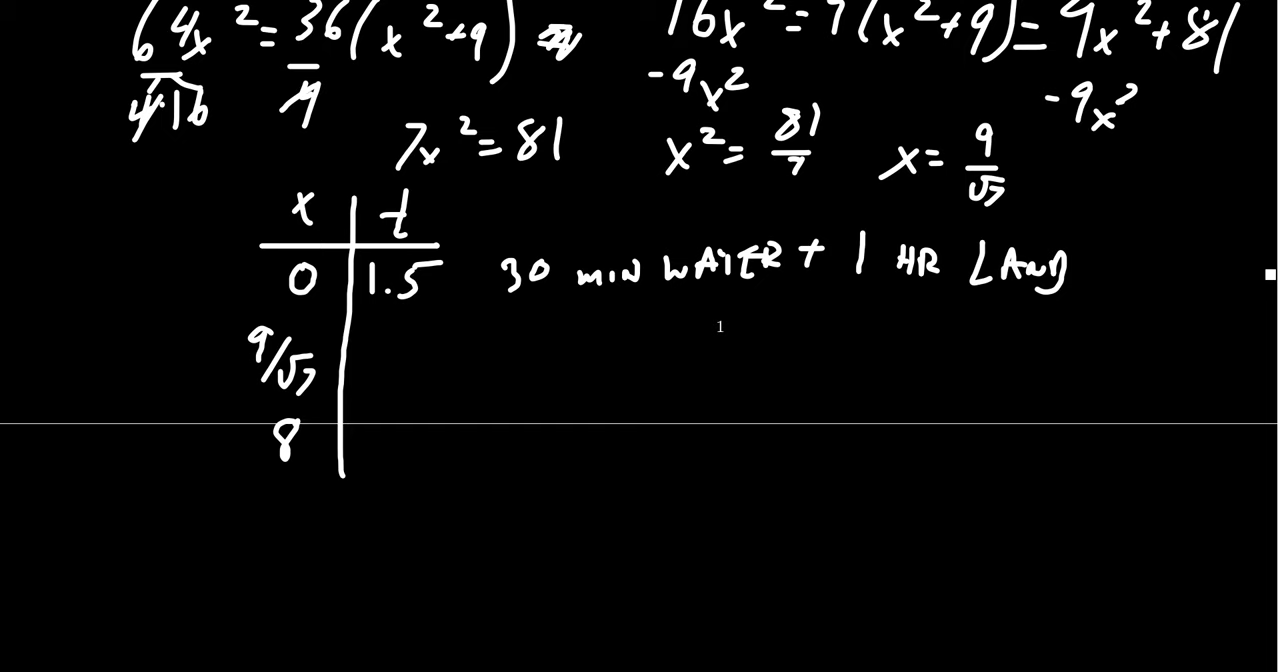 64x² = 36(x²+9) ⇒ 16x² = 9(x²+9) = 9x²+81
4·16 9 -9x² -9x²
7x² = 81 x² = 81/7 x = 9/√7
x t
0 1.5 30 MIN WATER + 1 HR LAND
1
9/√7
8